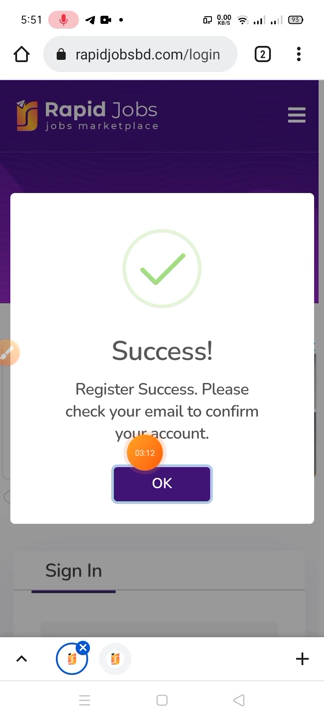 5:51
0.00
KB/S
93
rapidjobsbd.com/login
2
Rapid Jobs
jobs marketplace
Success!
Register Success. Please
check your email to confirm
your account.
03:12
OK
Sign In